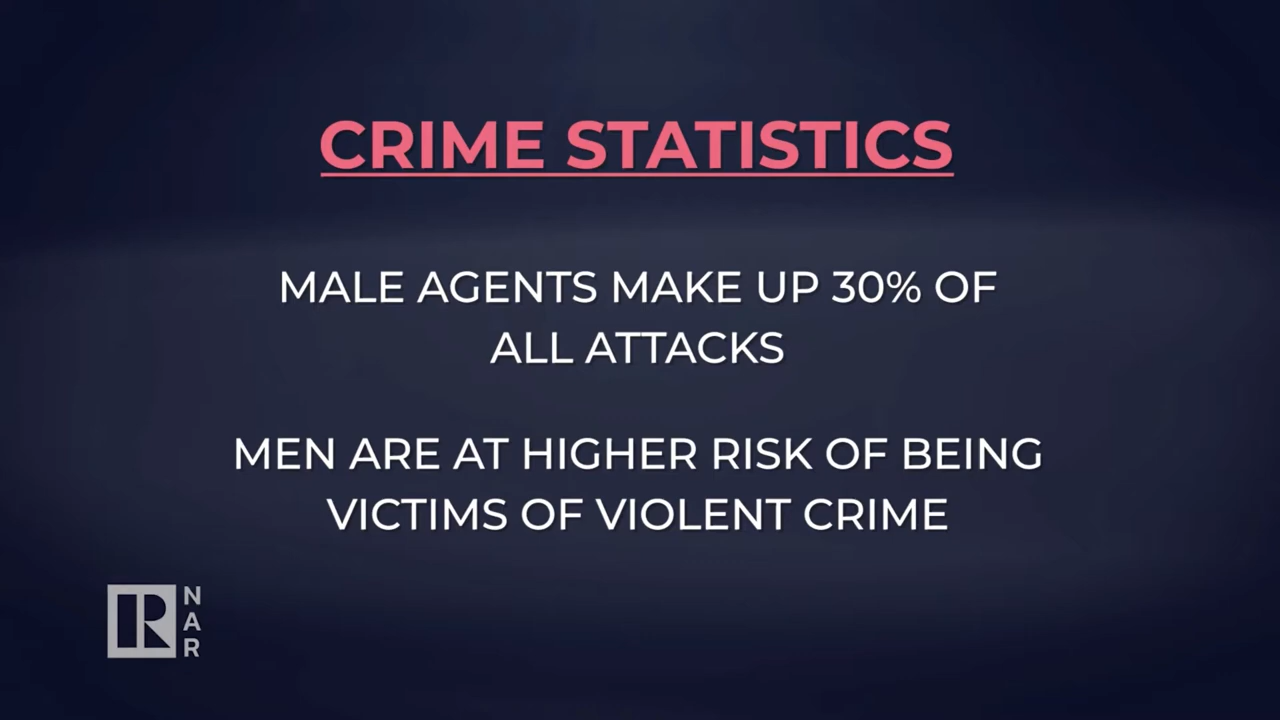 CRIME STATISTICS
MALE AGENTS MAKE UP 30% OF
ALL ATTACKS
MEN ARE AT HIGHER RISK OF BEING
VICTIMS OF VIOLENT CRIME
R
N
A
R